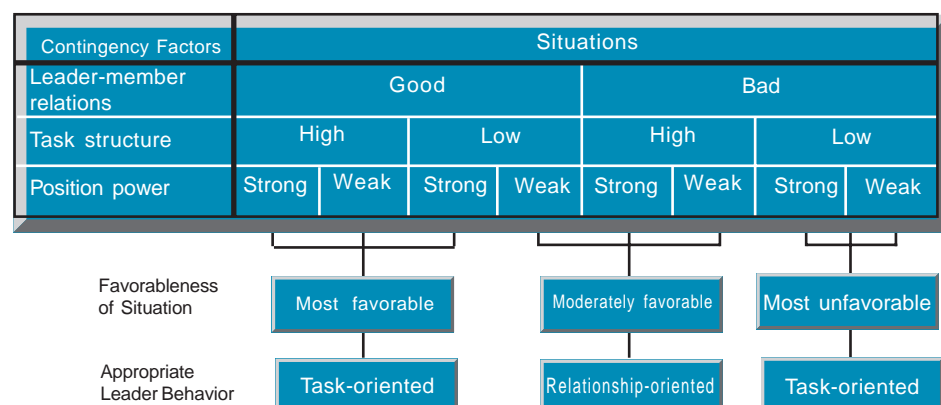 Contingency Factors Situations
Leader-member
relations
Good Bad
Task structure High Low High Low
Position power Strong Weak Strong Weak Strong Weak Strong Weak
Favorableness
of Situation
Most favorable Moderately favorable Most unfavorable
Appropriate
Leader Behavior
Task-oriented Relationship-oriented Task-oriented